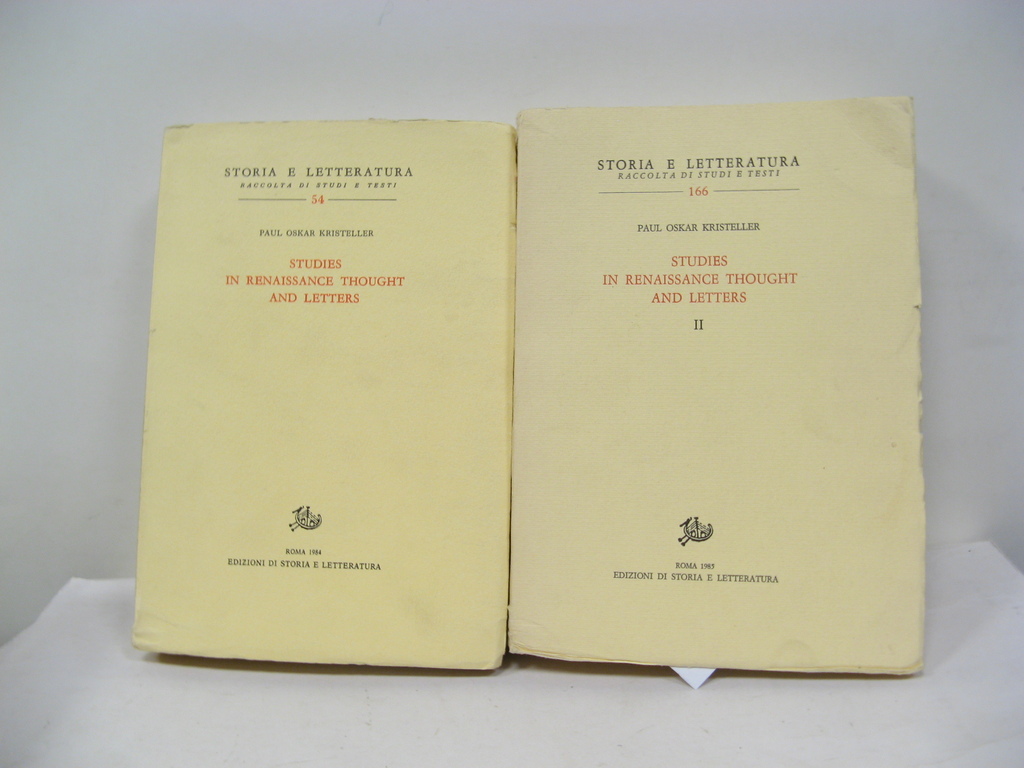 STORIA E LETTERATURA
RACCOLTA DI STUDI E TESTI
54
PAUL OSKAR KRISTELLER
STUDIES
IN RENAISSANCE THOUGHT
AND LETTERS
ROMA 1984
EDIZIONI DI STORIA E LETTERATURA
STORIA E LETTERATURA
RACCOLTA DI STUDI E TESTI
166
PAUL OSKAR KRISTELLER
STUDIES
IN RENAISSANCE THOUGHT
AND LETTERS
II
ROMA 1985
EDIZIONI DI STORIA E LETTERATURA